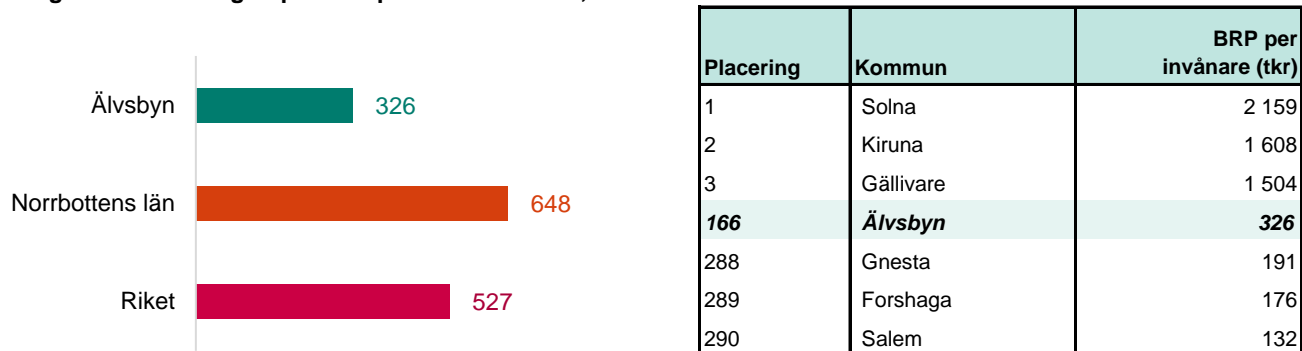 Älvsbyn 326
Norrbottens län 648
Riket 527
Placering Kommun BRP per invånare (tkr)
1 Solna 2 159
2 Kiruna 1 608
3 Gällivare 1 504
166 Älvsbyn 326
288 Gnesta 191
289 Forshaga 176
290 Salem 132